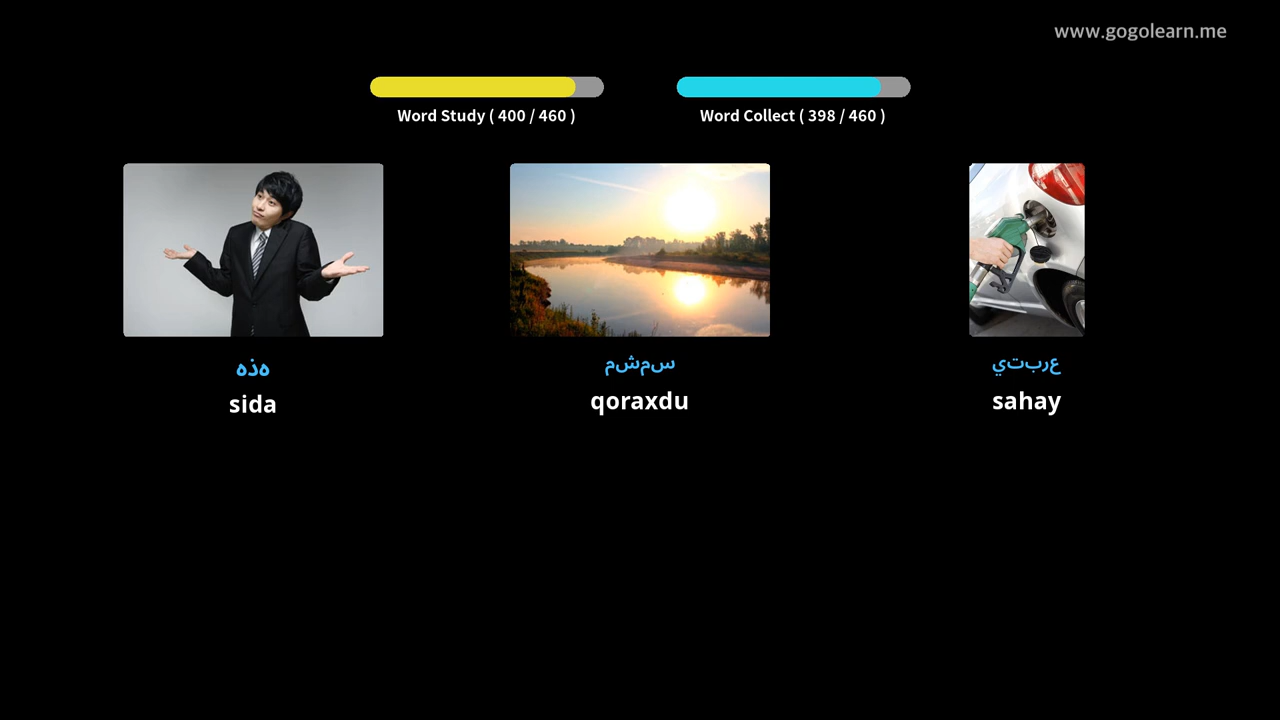 www.gogolearn.me
Word Study ( 400 / 460 )
Word Collect ( 398 / 460 )
هذه
سمشم
عربتي
sida
qoraxdu
sahay